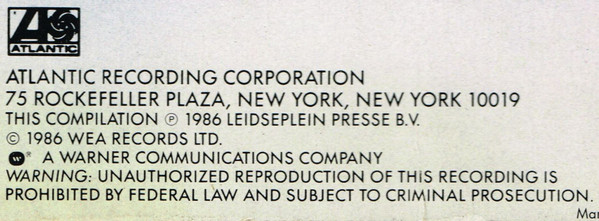 ATLANTIC
ATLANTIC RECORDING CORPORATION
75 ROCKEFELLER PLAZA, NEW YORK, NEW YORK 10019
THIS COMPILATION ℗ 1986 LEIDSEPLEIN PRESSE B.V.
© 1986 WEA RECORDS LTD.
w® A WARNER COMMUNICATIONS COMPANY
WARNING: UNAUTHORIZED REPRODUCTION OF THIS RECORDING IS
PROHIBITED BY FEDERAL LAW AND SUBJECT TO CRIMINAL PROSECUTION.